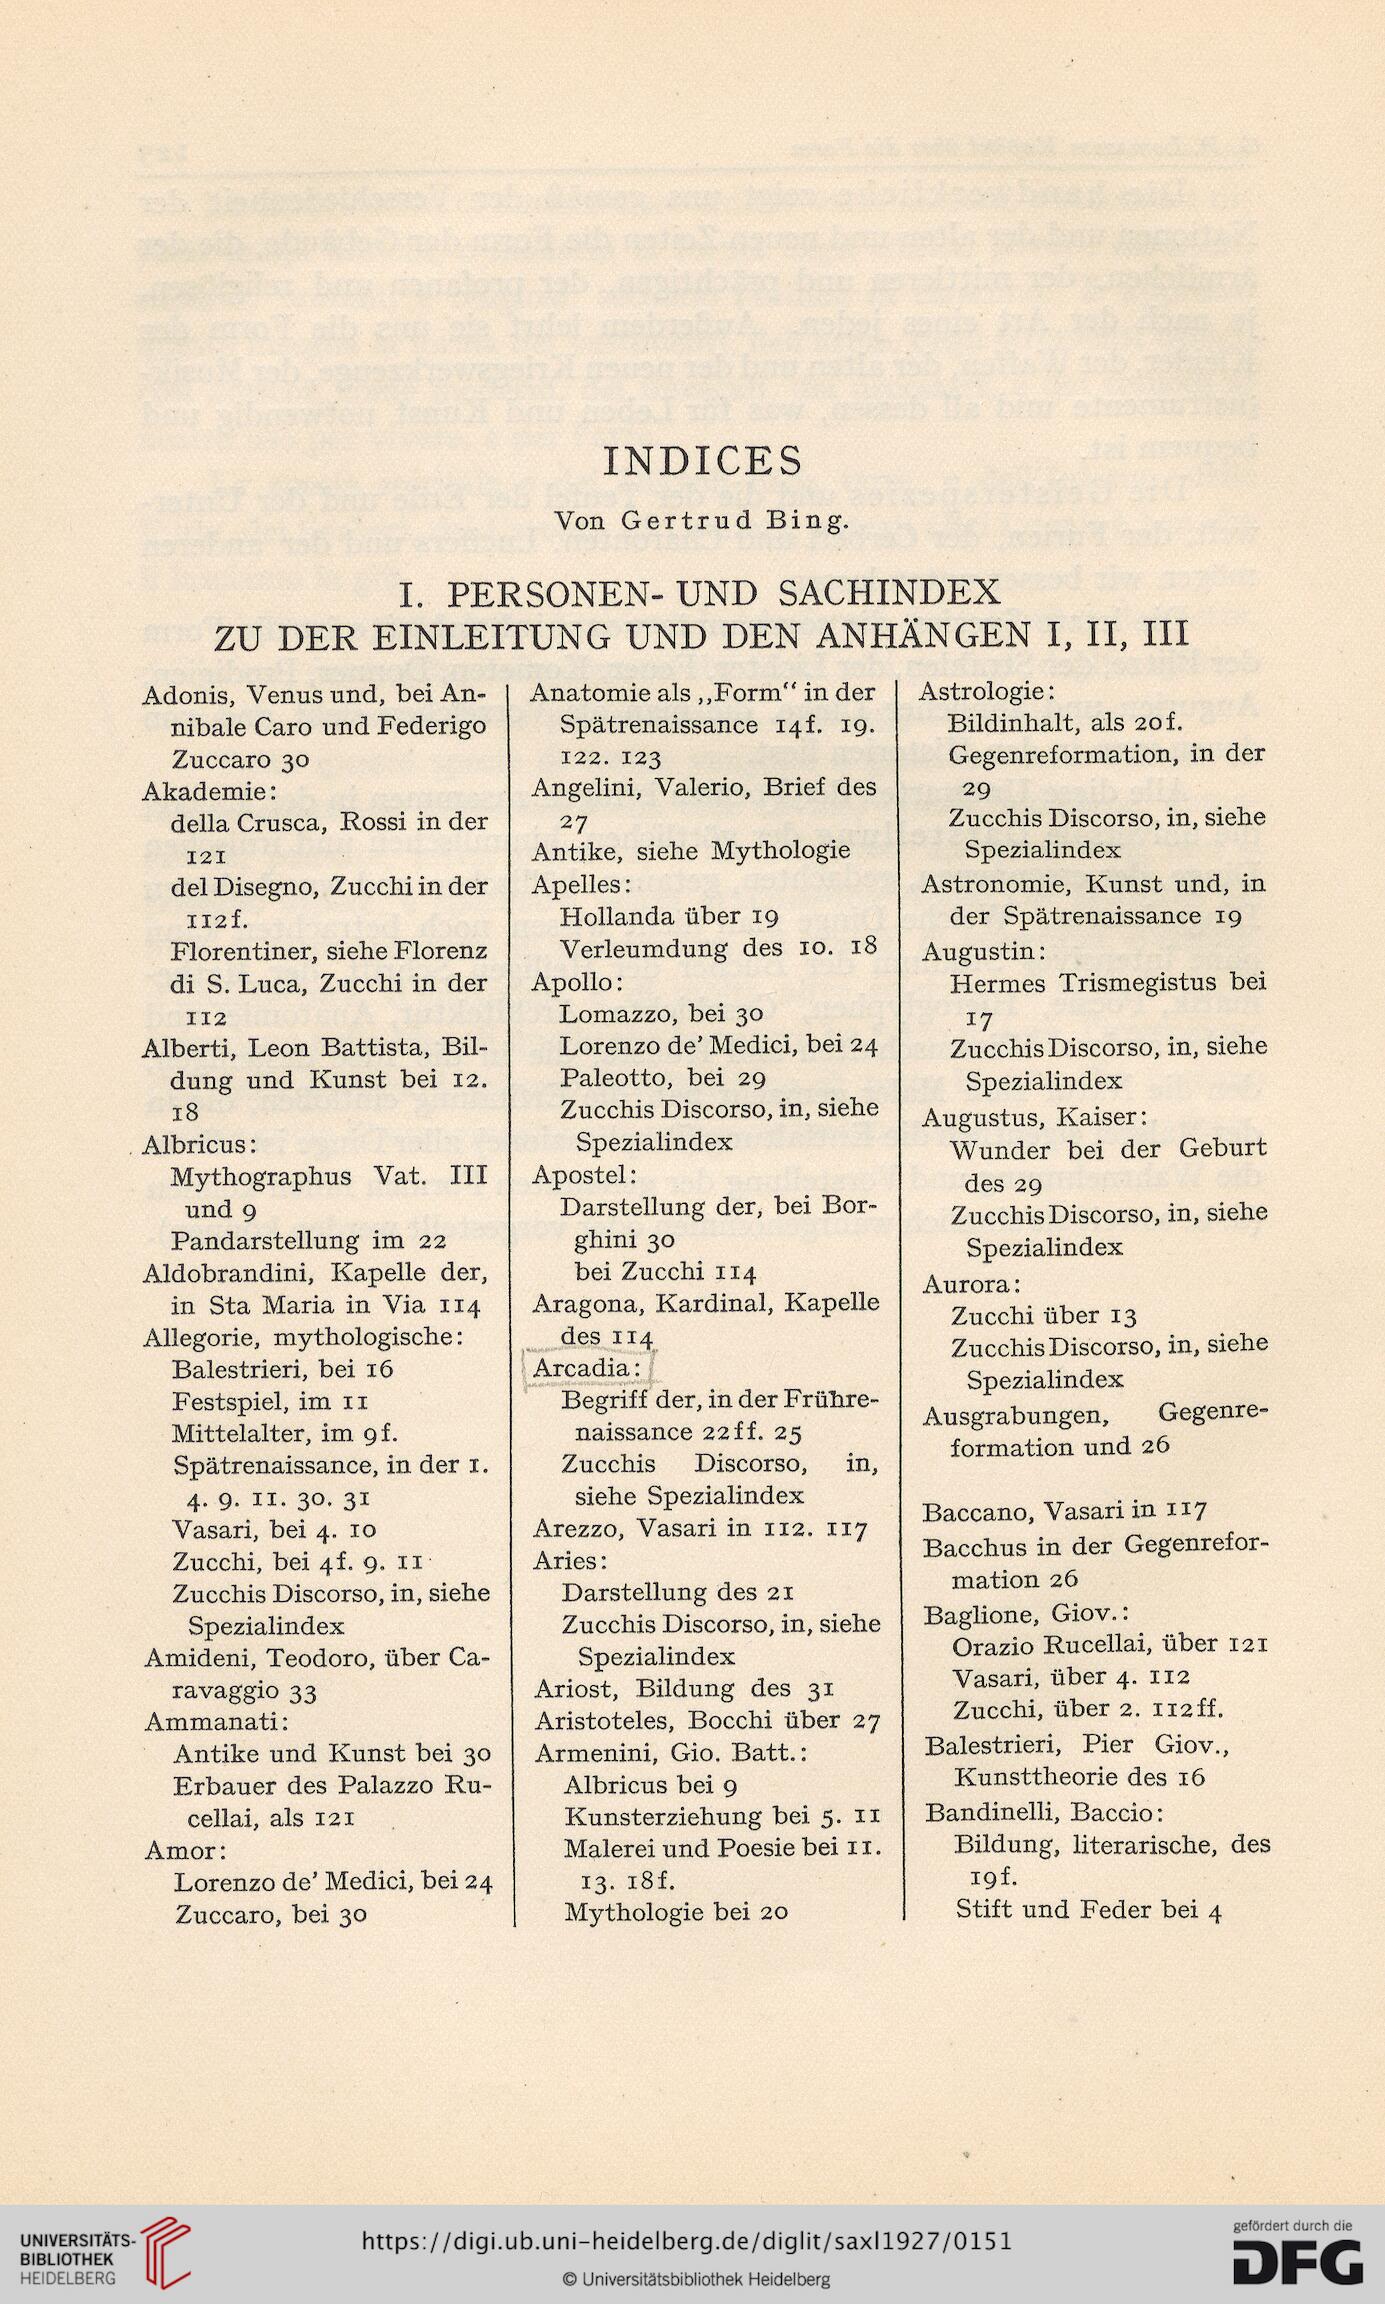 INDICES
Von Gertrud Bing.
I. PERSONEN- UND SACHINDEX
ZU DER EINLEITUNG UND DEN ANHÄNGEN I, II, III
Adonis, Venus und, bei An-
nibale Caro und Federigo
Zuccaro 30
Akademie:
della Crusca, Rossi in der
121
del Disegno, Zucchi in der
112f.
Florentiner, siehe Florenz
di S. Luca, Zucchi in der
112
Alberti, Leon Battista, Bil-
dung und Kunst bei 12.
18
Albricus:
Mythographus Vat. III
und 9
Pandarstellung im 22
Aldobrandini, Kapelle der,
in Sta Maria in Via 114
Allegorie, mythologische:
Balestrieri, bei 16
Festspiel, im 11
Mittelalter, im 9f.
Spätrenaissance, in der 1.
4. 9. 11. 30. 31
Vasari, bei 4. 10
Zucchi, bei 4f. 9. 11
Zucchis Discorso, in, siehe
Spezialindex
Amideni, Teodoro, über Ca-
ravaggio 33
Ammanati:
Antike und Kunst bei 30
Erbauer des Palazzo Ru-
cellai, als 121
Amor:
Lorenzo de' Medici, bei 24
Zuccaro, bei 30
Anatomie als „Form“ in der
Spätrenaissance 14f. 19.
122. 123
Angelini, Valerio, Brief des
27
Antike, siehe Mythologie
Apelles:
Hollanda über 19
Verleumdung des 10. 18
Apollo:
Lomazzo, bei 30
Lorenzo de' Medici, bei 24
Paleotto, bei 29
Zucchis Discorso, in, siehe
Spezialindex
Apostel:
Darstellung der, bei Bor-
ghini 30
bei Zucchi 114
Aragona, Kardinal, Kapelle
des 114
Arcadia:
Begriff der, in der Frühre-
naissance 22ff. 25
Zucchis Discorso, in,
siehe Spezialindex
Arezzo, Vasari in 112. 117
Aries:
Darstellung des 21
Zucchis Discorso, in, siehe
Spezialindex
Ariost, Bildung des 31
Aristoteles, Bocchi über 27
Armenini, Gio. Batt.:
Albricus bei 9
Kunsterziehung bei 5. 11
Malerei und Poesie bei 11.
13. 18f.
Mythologie bei 20
Astrologie:
Bildinhalt, als 20f.
Gegenreformation, in der
29
Zucchis Discorso, in, siehe
Spezialindex
Astronomie, Kunst und, in
der Spätrenaissance 19
Augustin:
Hermes Trismegistus bei
17
Zucchis Discorso, in, siehe
Spezialindex
Augustus, Kaiser:
Wunder bei der Geburt
des 29
Zucchis Discorso, in, siehe
Spezialindex
Aurora:
Zucchi über 13
Zucchis Discorso, in, siehe
Spezialindex
Ausgrabungen, Gegenre-
formation und 26
Baccano, Vasari in 117
Bacchus in der Gegenrefor-
mation 26
Baglione, Giov.:
Orazio Rucellai, über 121
Vasari, über 4. 112
Zucchi, über 2. 112ff.
Balestrieri, Pier Giov.,
Kunsttheorie des 16
Bandinelli, Baccio:
Bildung, literarische, des
19f.
Stift und Feder bei 4
UNIVERSITÄTS-
BIBLIOTHEK
HEIDELBERG
https://digi.ub.uni-heidelberg.de/diglit/saxl1927/0151
© Universitätsbibliothek Heidelberg
gefördert durch die
DFG